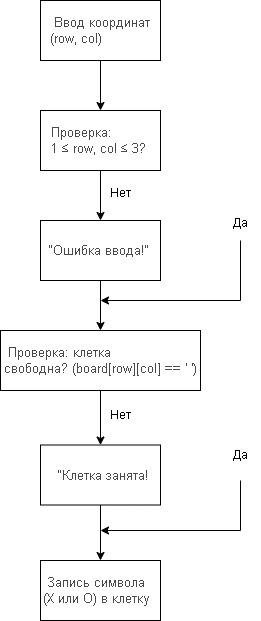 Ввод координат
(row, col)
Проверка:
1 ≤ row, col ≤ 3?
Нет
Да
"Ошибка ввода!"
Проверка: клетка
свободна? (board[row][col] == ' ')
Нет
Да
"Клетка занята!
Запись символа
(X или O) в клетку